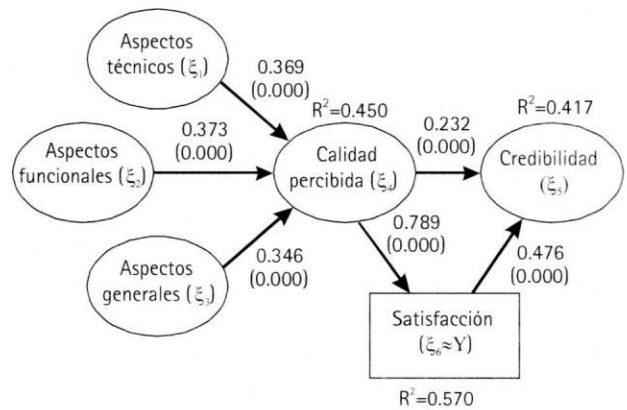 Aspectos
técnicos (ξ₁)
0.369
(0.000)
R²=0.450
R²=0.417
Aspectos
funcionales (ξ₂)
0.373
(0.000)
Calidad
percibida (ξ₄)
0.232
(0.000)
Credibilidad
(ξ₅)
0.789
(0.000)
0.476
(0.000)
Aspectos
generales (ξ₃)
0.346
(0.000)
Satisfacción
(ξ₆≈Y)
R²=0.570